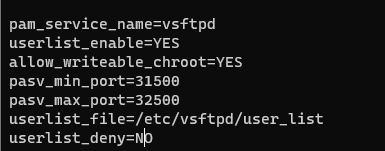 pam_service_name=vsftpd
userlist_enable=YES
allow_writeable_chroot=YES
pasv_min_port=31500
pasv_max_port=32500
userlist_file=/etc/vsftpd/user_list
userlist_deny=NO